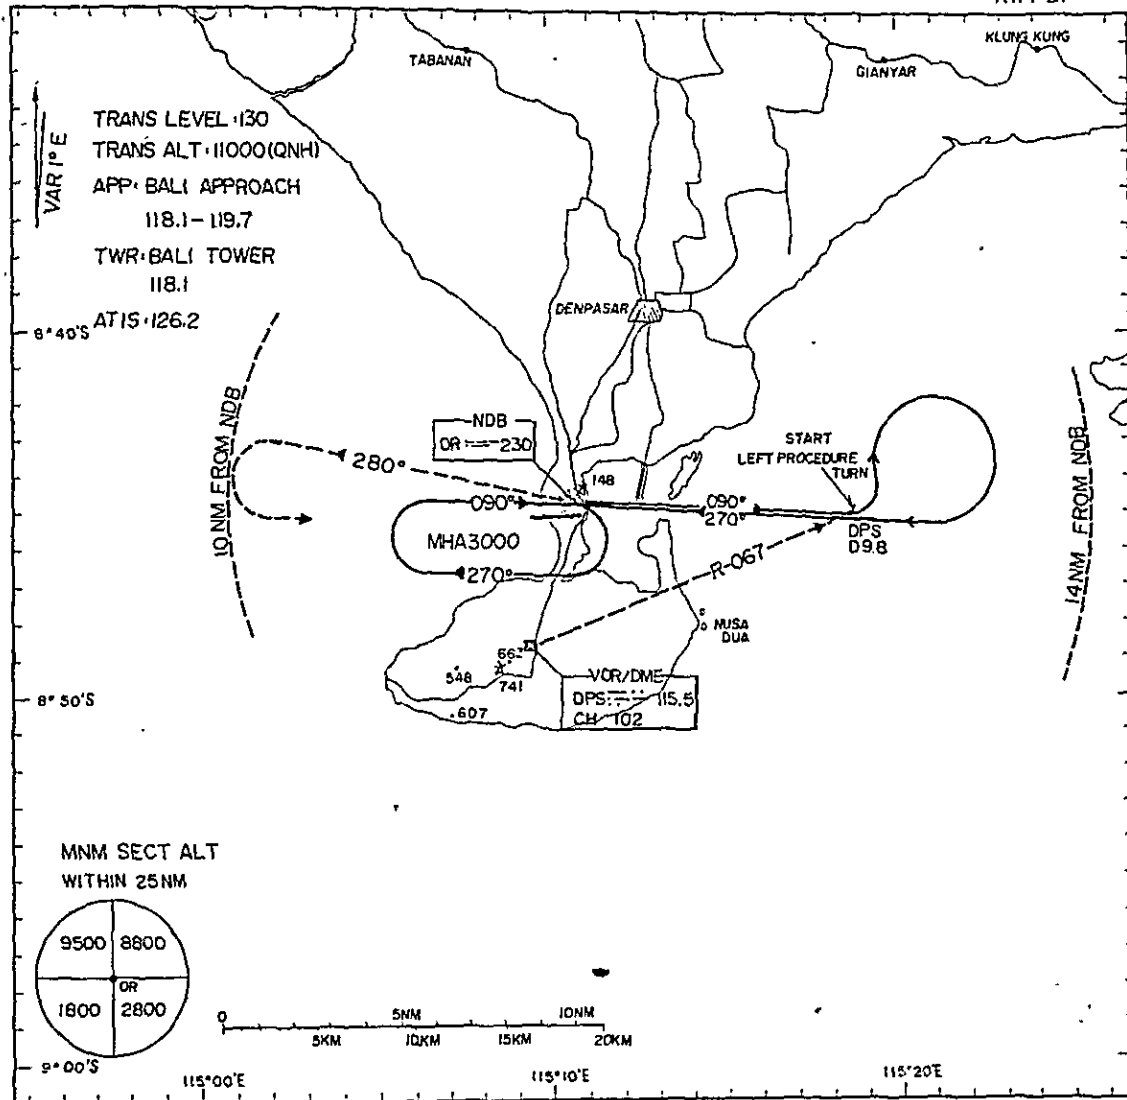 KLUNG KUNG
TABANAN
GIANYAR
VAR 1° E
TRANS LEVEL:130
TRANS ALT:11000(QNH)
APP: BALI APPROACH
118.1-119.7
TWR:BALI TOWER
118.1
ATIS:126.2
DENPASAR
8°40'S
10 NM FROM NDB
NDB
OR 230
148
280°
090°
270°
MHA3000
090°
270°
START
LEFT PROCEDURE
TURN
DPS
D9.8
14NM FROM NDB
R-067
NUSA
DUA
548
741
.607
VOR/DME
DPS 115.5
CH 102
8°50'S
MNM SECT ALT
WITHIN 25NM
9500 8800
OR
1800 2800
0 5NM 10NM
5KM 10KM 15KM 20KM
9°00'S
115°00'E
115°10'E
115°20'E